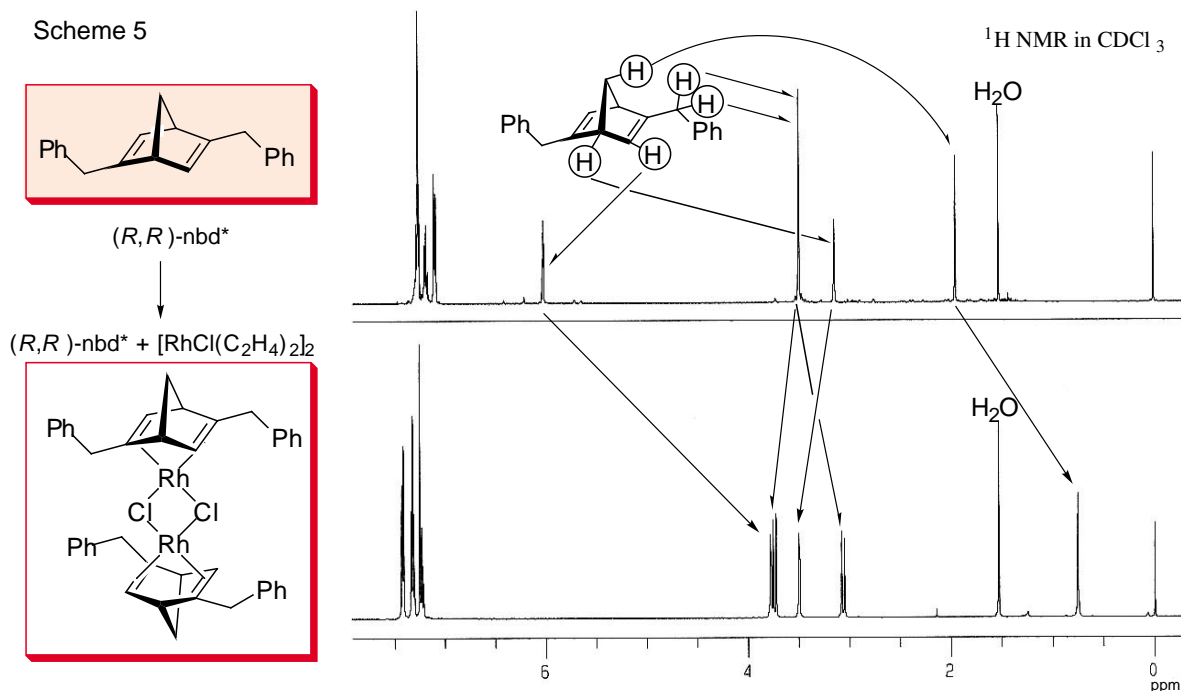 Scheme 5
Ph
Ph
(R,R)-nbd*
(R,R)-nbd* + [RhCl(C₂H₄)₂]₂
Ph
Ph
Rh
Cl
Cl
Rh
Ph
Ph
¹H NMR in CDCl₃
H
H
H
Ph
Ph
H
H
H₂O
H₂O
6
4
2
0
ppm